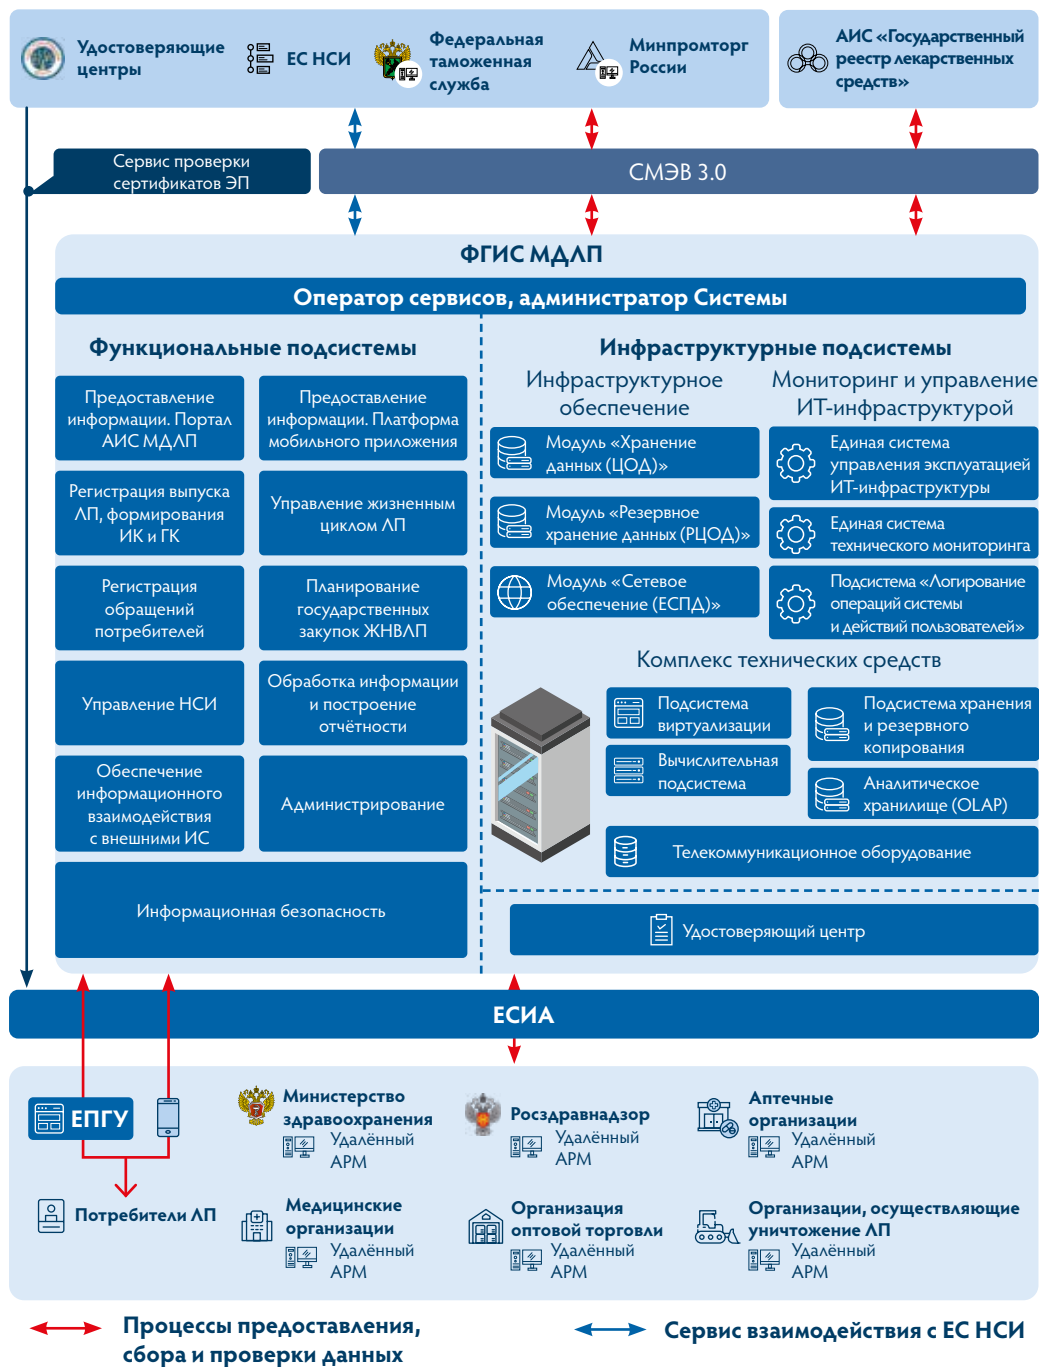 Удостоверяющие
центры
ЕС НСИ
Федеральная
таможенная
служба
Минпромторг
России
АИС «Государственный
реестр лекарственных
средств»
Сервис проверки
сертификатов ЭП
СМЭВ 3.0
ФГИС МДЛП
Оператор сервисов, администратор Системы
Функциональные подсистемы
Предоставление
информации. Портал
АИС МДЛП
Предоставление
информации. Платформа
мобильного приложения
Регистрация выпуска
ЛП, формирования
ИК и ГК
Управление жизненным
циклом ЛП
Регистрация
обращений
потребителей
Планирование
государственных
закупок ЖНВЛП
Управление НСИ
Обработка информации
и построение
отчётности
Обеспечение
информационного
взаимодействия
с внешними ИС
Администрирование
Информационная безопасность
Инфраструктурные подсистемы
Инфраструктурное
обеспечение
Модуль «Хранение
данных (ЦОД)»
Модуль «Резервное
хранение данных (РЦОД)»
Модуль «Сетевое
обеспечение (ЕСПД)»
Мониторинг и управление
ИТ-инфраструктурой
Единая система
управления эксплуатацией
ИТ-инфраструктуры
Единая система
технического мониторинга
Подсистема «Логирование
операций системы
и действий пользователей»
Комплекс технических средств
Подсистема
виртуализации
Подсистема хранения
и резервного
копирования
Вычислительная
подсистема
Аналитическое
хранилище (OLAP)
Телекоммуникационное оборудование
Удостоверяющий центр
ЕСИА
ЕПГУ
Потребители ЛП
Министерство
здравоохранения
Удалённый
АРМ
Росздравнадзор
Удалённый
АРМ
Аптечные
организации
Удалённый
АРМ
Медицинские
организации
Удалённый
АРМ
Организация
оптовой торговли
Удалённый
АРМ
Организации, осуществляющие
уничтожение ЛП
Удалённый
АРМ
Процессы предоставления,
сбора и проверки данных
Сервис взаимодействия с ЕС НСИ